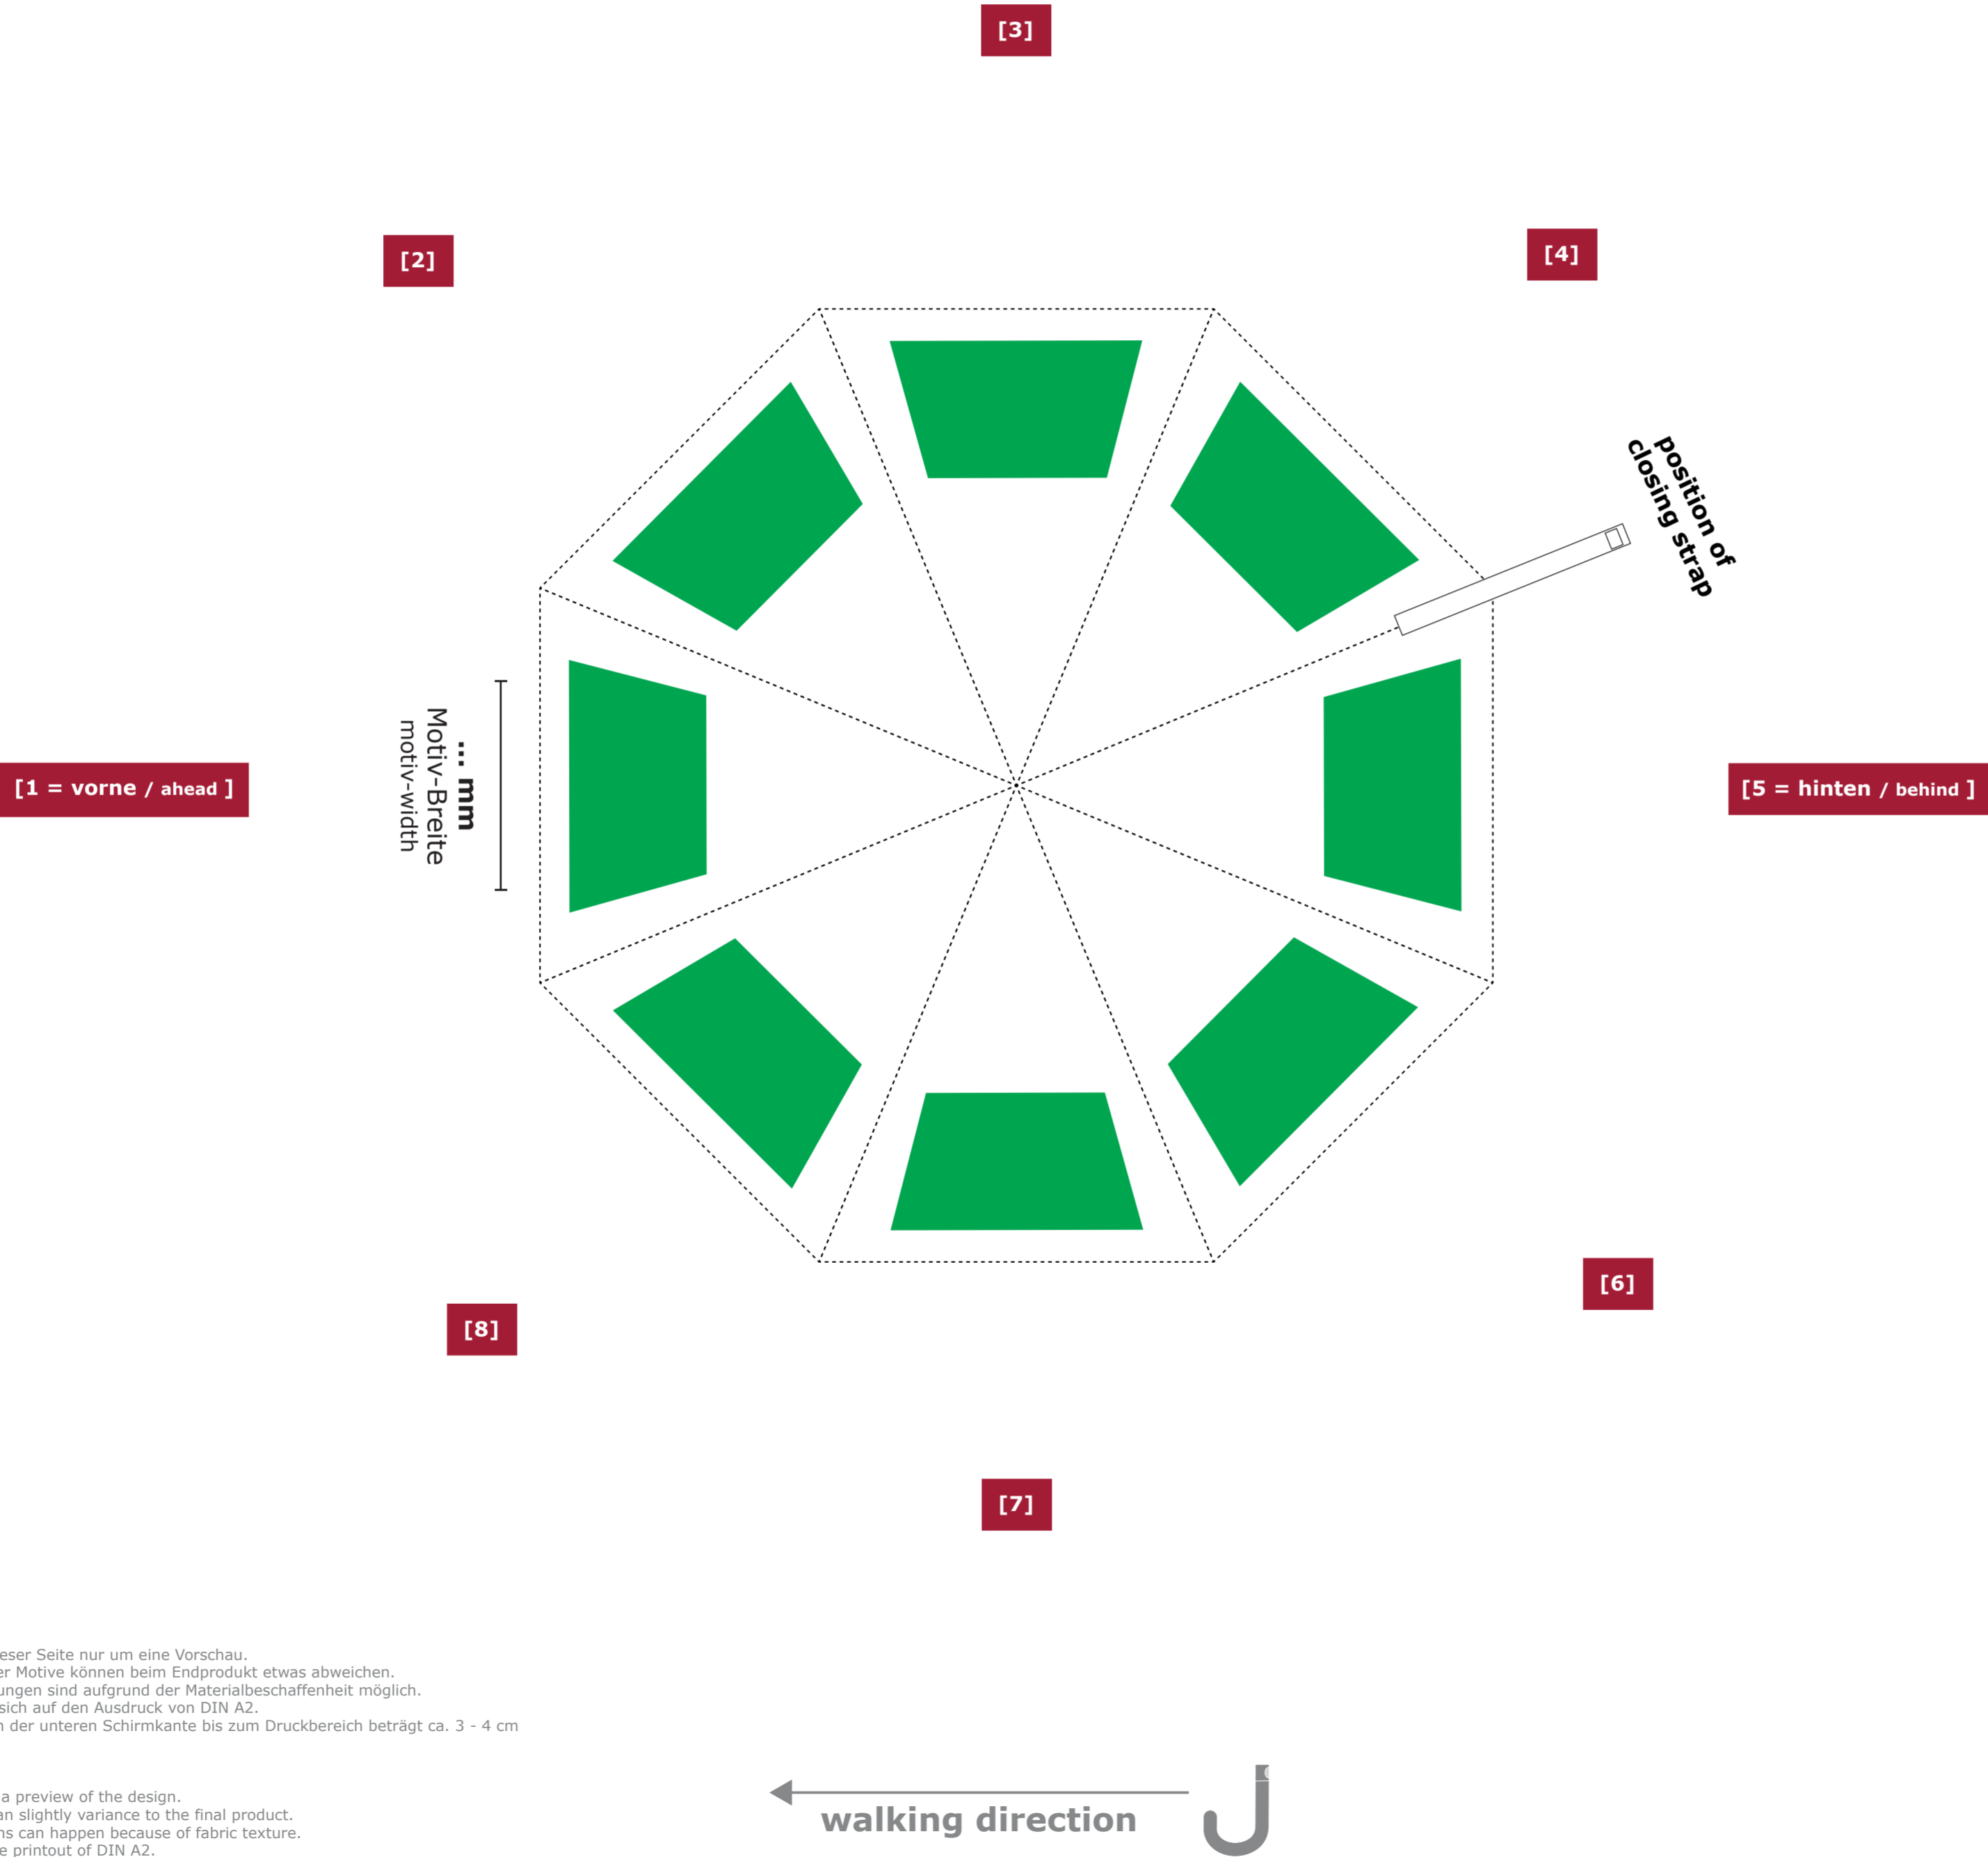 [3]
[2]
[4]
position of
closing strap
... mm
Motiv-Breite
motiv-width
[1 = vorne / ahead ]
[5 = hinten / behind ]
[6]
[8]
[7]
eser Seite nur um eine Vorschau.
er Motive können beim Endprodukt etwas abweichen.
ungen sind aufgrund der Materialbeschaffenheit möglich.
sich auf den Ausdruck von DIN A2.
n der unteren Schirmkante bis zum Druckbereich beträgt ca. 3 - 4 cm
a preview of the design.
an slightly variance to the final product.
ns can happen because of fabric texture.
e printout of DIN A2.
walking direction